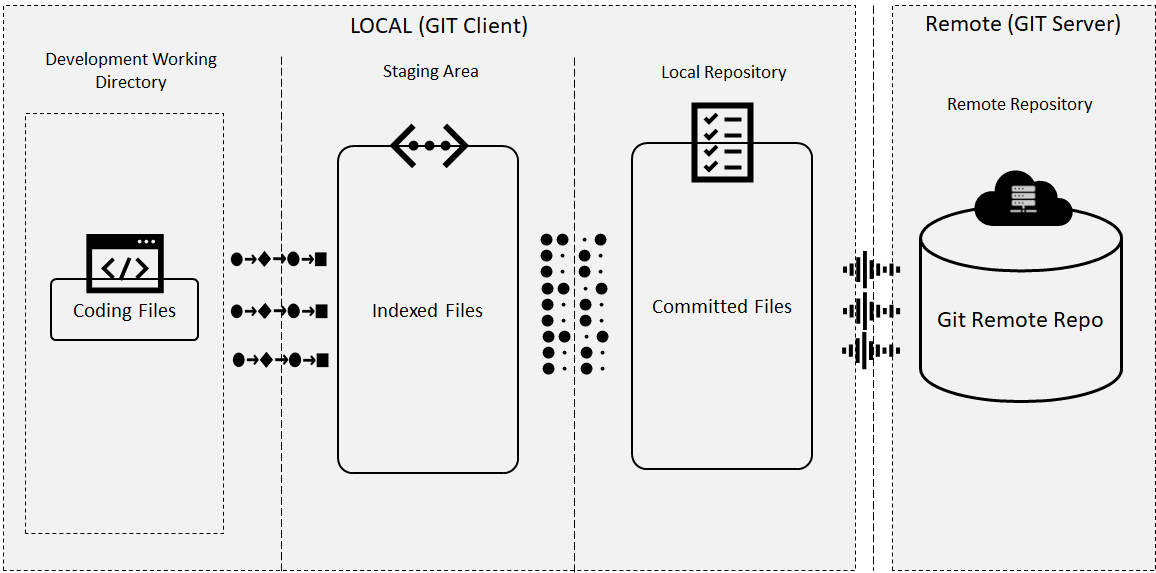 LOCAL (GIT Client)
Remote (GIT Server)
Development Working
Directory
Staging Area
Local Repository
Remote Repository
</>
Coding Files
Indexed Files
Committed Files
Git Remote Repo